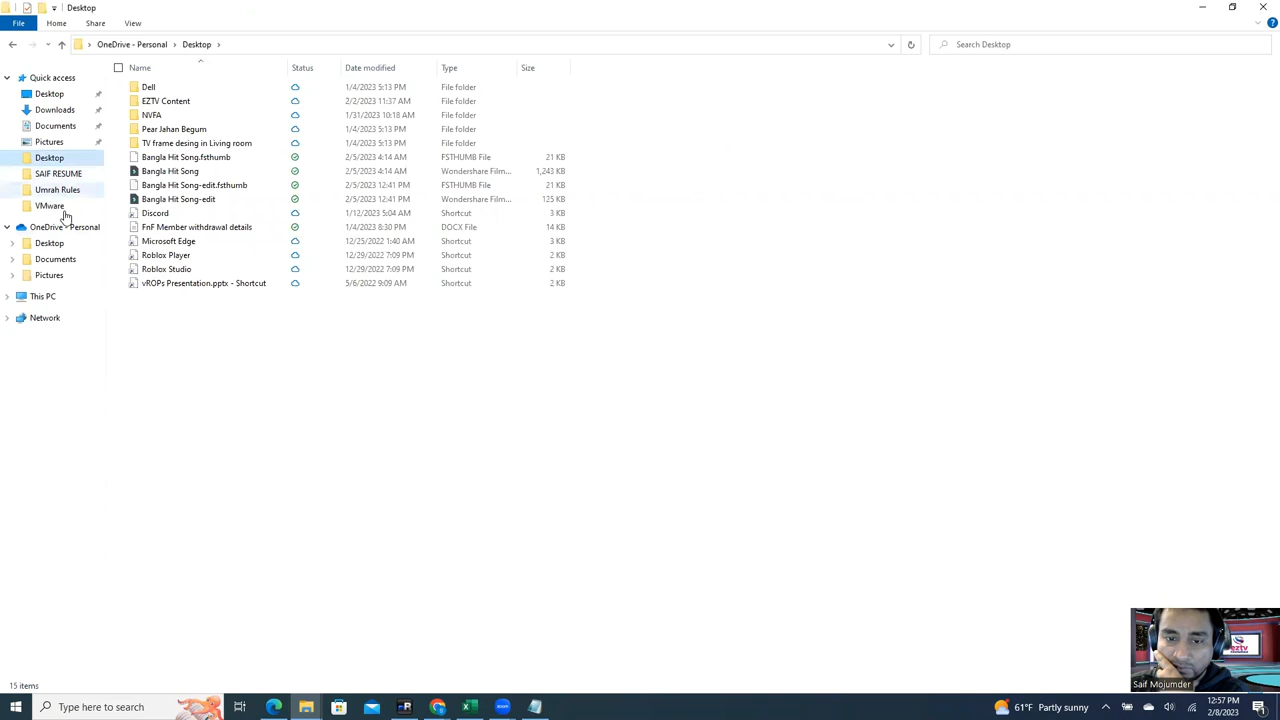 Desktop
File Home Share View
OneDrive - Personal Desktop
Search Desktop
Name Status Date modified Type Size
Quick access
Desktop
Downloads
Documents
Pictures
Desktop
SAIF RESUME
Umrah Rules
VMware
OneDrive - Personal
Desktop
Documents
Pictures
This PC
Network
Dell 1/4/2023 5:13 PM File folder
EZTV Content 2/2/2023 11:37 AM File folder
NVFA 1/31/2023 10:18 AM File folder
Pear Jahan Begum 1/4/2023 5:13 PM File folder
TV frame desing in Living room 1/4/2023 5:13 PM File folder
Bangla Hit Song.fsthumb 2/5/2023 4:14 AM FSTHUMB File 21 KB
Bangla Hit Song 2/5/2023 4:14 AM Wondershare Film... 1,243 KB
Bangla Hit Song-edit.fsthumb 2/5/2023 12:41 PM FSTHUMB File 21 KB
Bangla Hit Song-edit 2/5/2023 12:41 PM Wondershare Film... 125 KB
Discord 1/12/2023 5:04 AM Shortcut 3 KB
FnF Member withdrawal details 1/4/2023 8:30 PM DOCX File 14 KB
Microsoft Edge 12/25/2022 1:40 AM Shortcut 3 KB
Roblox Player 12/29/2022 7:09 PM Shortcut 2 KB
Roblox Studio 12/29/2022 7:09 PM Shortcut 2 KB
vROPs Presentation.pptx - Shortcut 5/6/2022 9:09 AM Shortcut 2 KB
eztv
Saif Mojumder
15 items
Type here to search
zoom
61°F Partly sunny
12:57 PM
2/8/2023